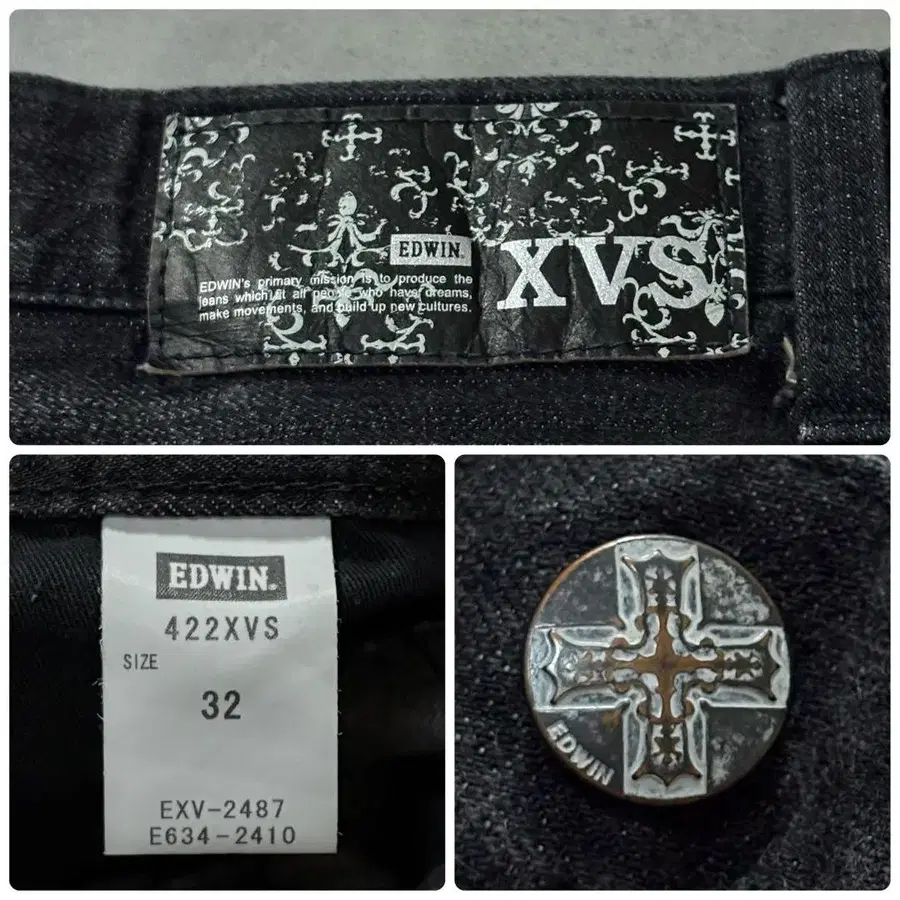 EDWIN.
XVS
EDWIN's primary mission is to produce the
jeans which fit all people who have dreams,
make movements, and build up new cultures.
EDWIN.
422XVS
SIZE
32
EXV-2487
E634-2410
EDWIN